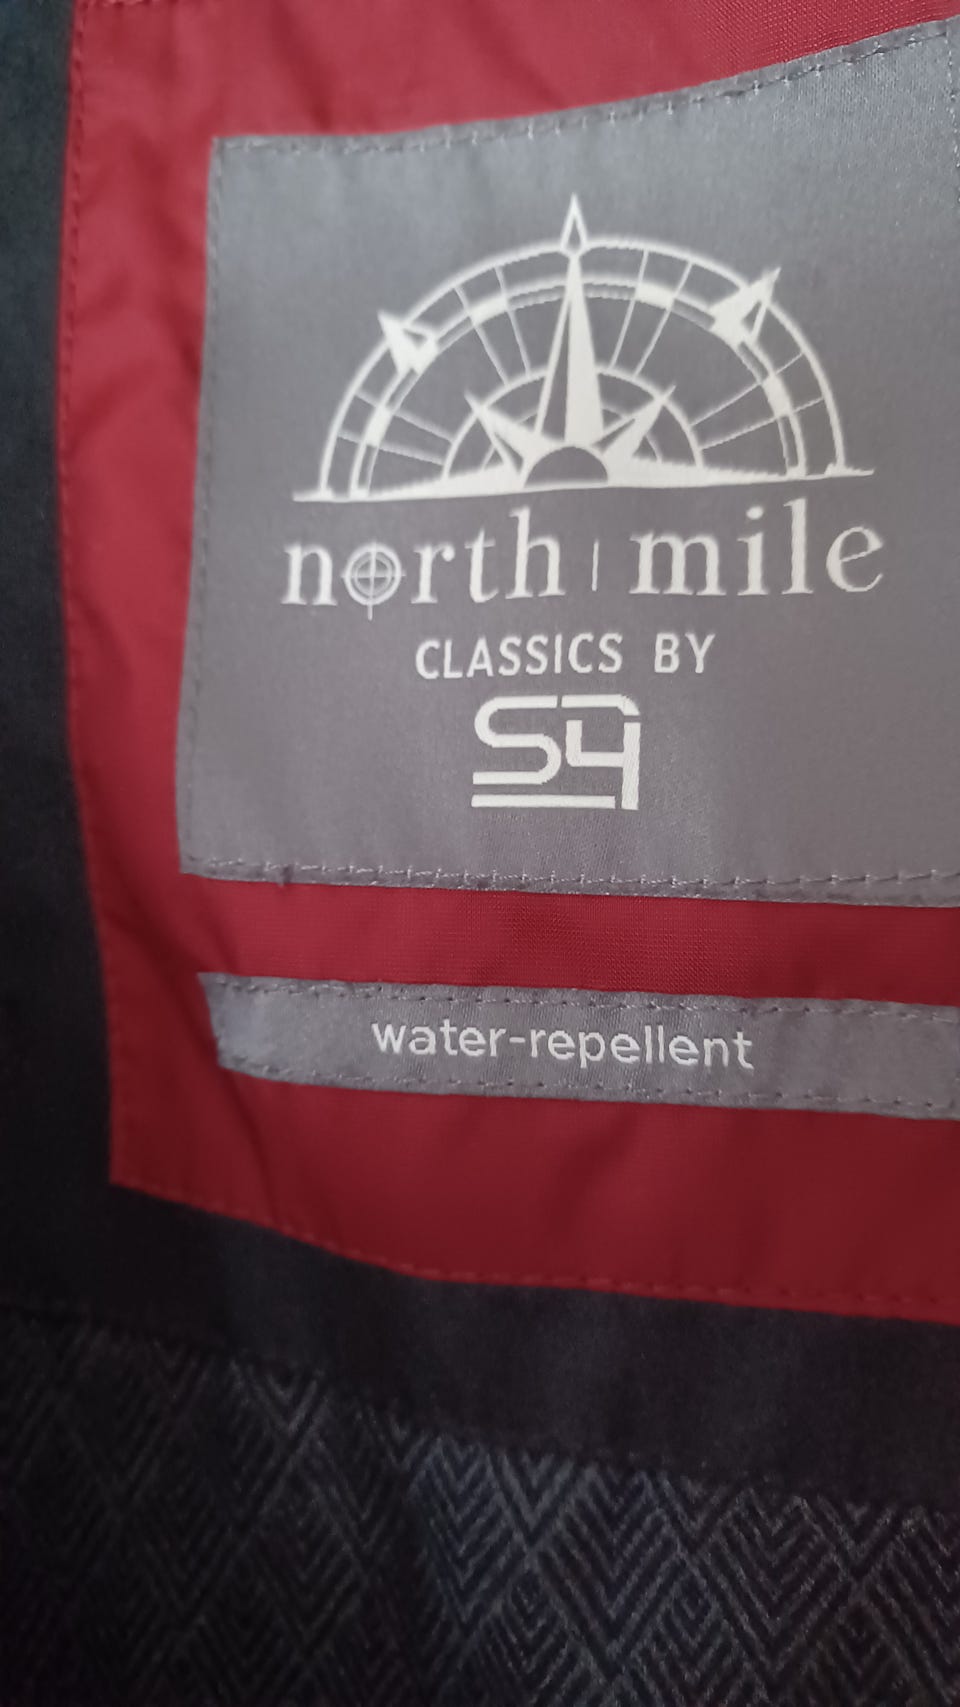 north | mile
CLASSICS BY
S4
water-repellent